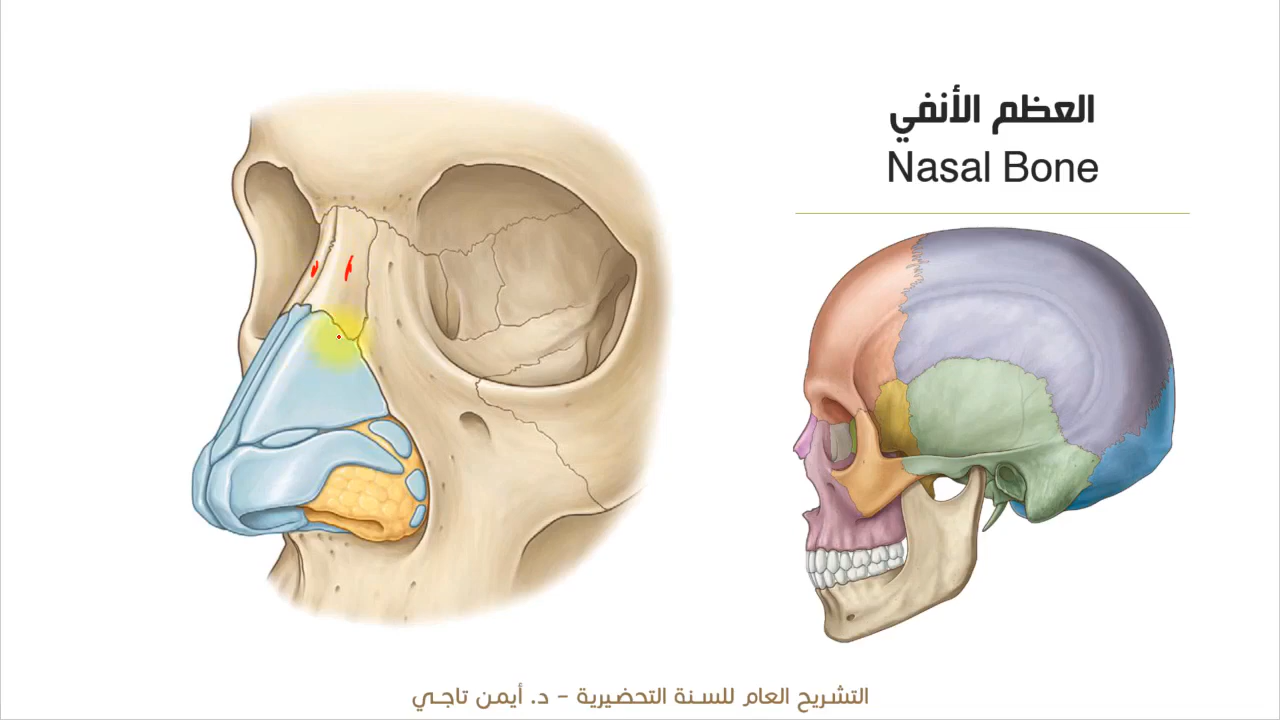 العظم الأنفي
Nasal Bone
التشريح العام للسنة التحضيرية - د. أيمن تاجي